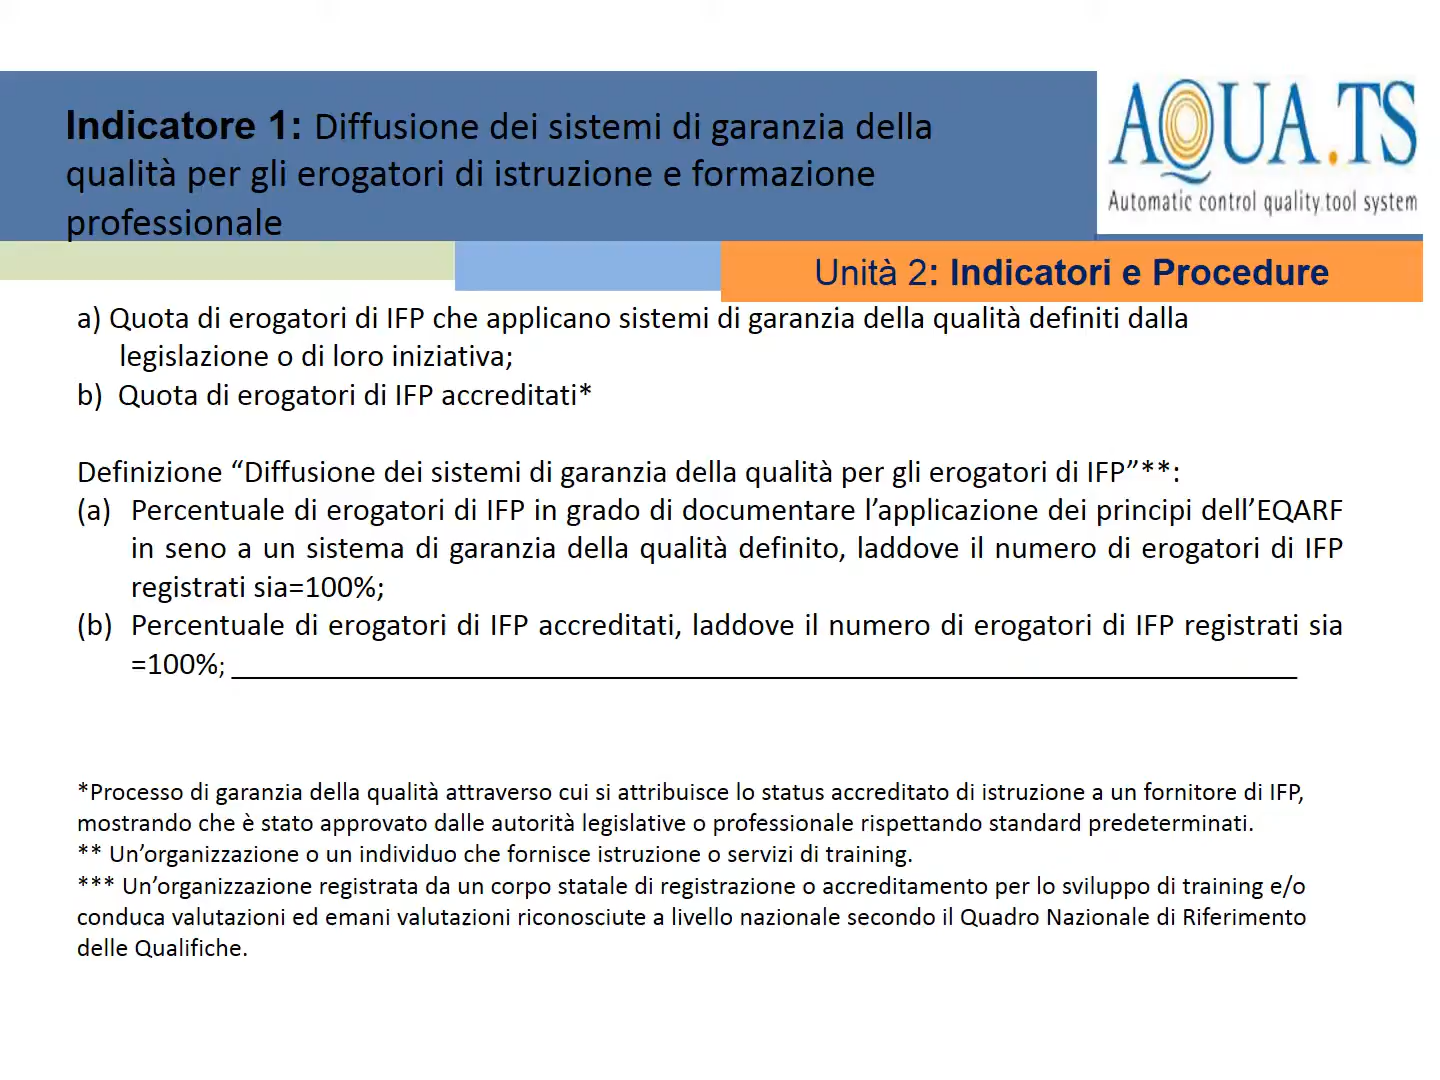 Indicatore 1: Diffusione dei sistemi di garanzia della
qualità per gli erogatori di istruzione e formazione
professionale
AQUA.TS
Automatic control quality tool system
Unità 2: Indicatori e Procedure
a) Quota di erogatori di IFP che applicano sistemi di garanzia della qualità definiti dalla
legislazione o di loro iniziativa;
b) Quota di erogatori di IFP accreditati*
Definizione “Diffusione dei sistemi di garanzia della qualità per gli erogatori di IFP”**:
(a) Percentuale di erogatori di IFP in grado di documentare l’applicazione dei principi dell’EQARF
in seno a un sistema di garanzia della qualità definito, laddove il numero di erogatori di IFP
registrati sia=100%;
(b) Percentuale di erogatori di IFP accreditati, laddove il numero di erogatori di IFP registrati sia
=100%;
*Processo di garanzia della qualità attraverso cui si attribuisce lo status accreditato di istruzione a un fornitore di IFP,
mostrando che è stato approvato dalle autorità legislative o professionale rispettando standard predeterminati.
** Un’organizzazione o un individuo che fornisce istruzione o servizi di training.
*** Un’organizzazione registrata da un corpo statale di registrazione o accreditamento per lo sviluppo di training e/o
conduca valutazioni ed emani valutazioni riconosciute a livello nazionale secondo il Quadro Nazionale di Riferimento
delle Qualifiche.